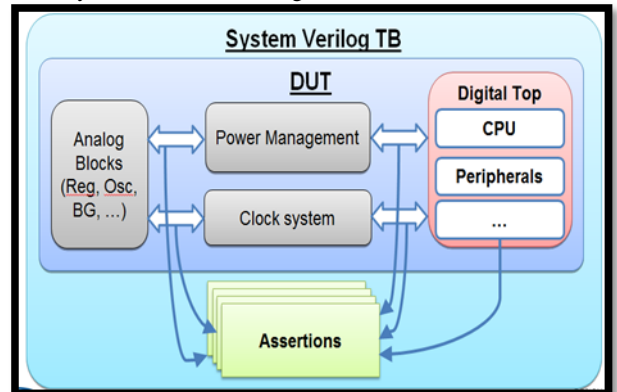 System Verilog TB
DUT
Analog
Blocks
(Reg, Osc,
BG, ...)
Power Management
Clock system
Digital Top
CPU
Peripherals
...
Assertions